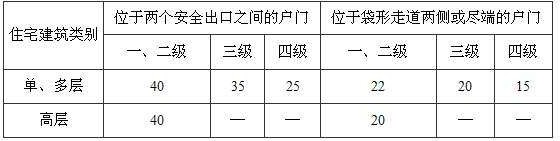 住宅建筑类别 位于两个安全出口之间的户门 位于袋形走道两侧或尽端的户门
一、二级 三级 四级 一、二级 三级 四级
单、多层 40 35 25 22 20 15
高层 40 — — 20 — —